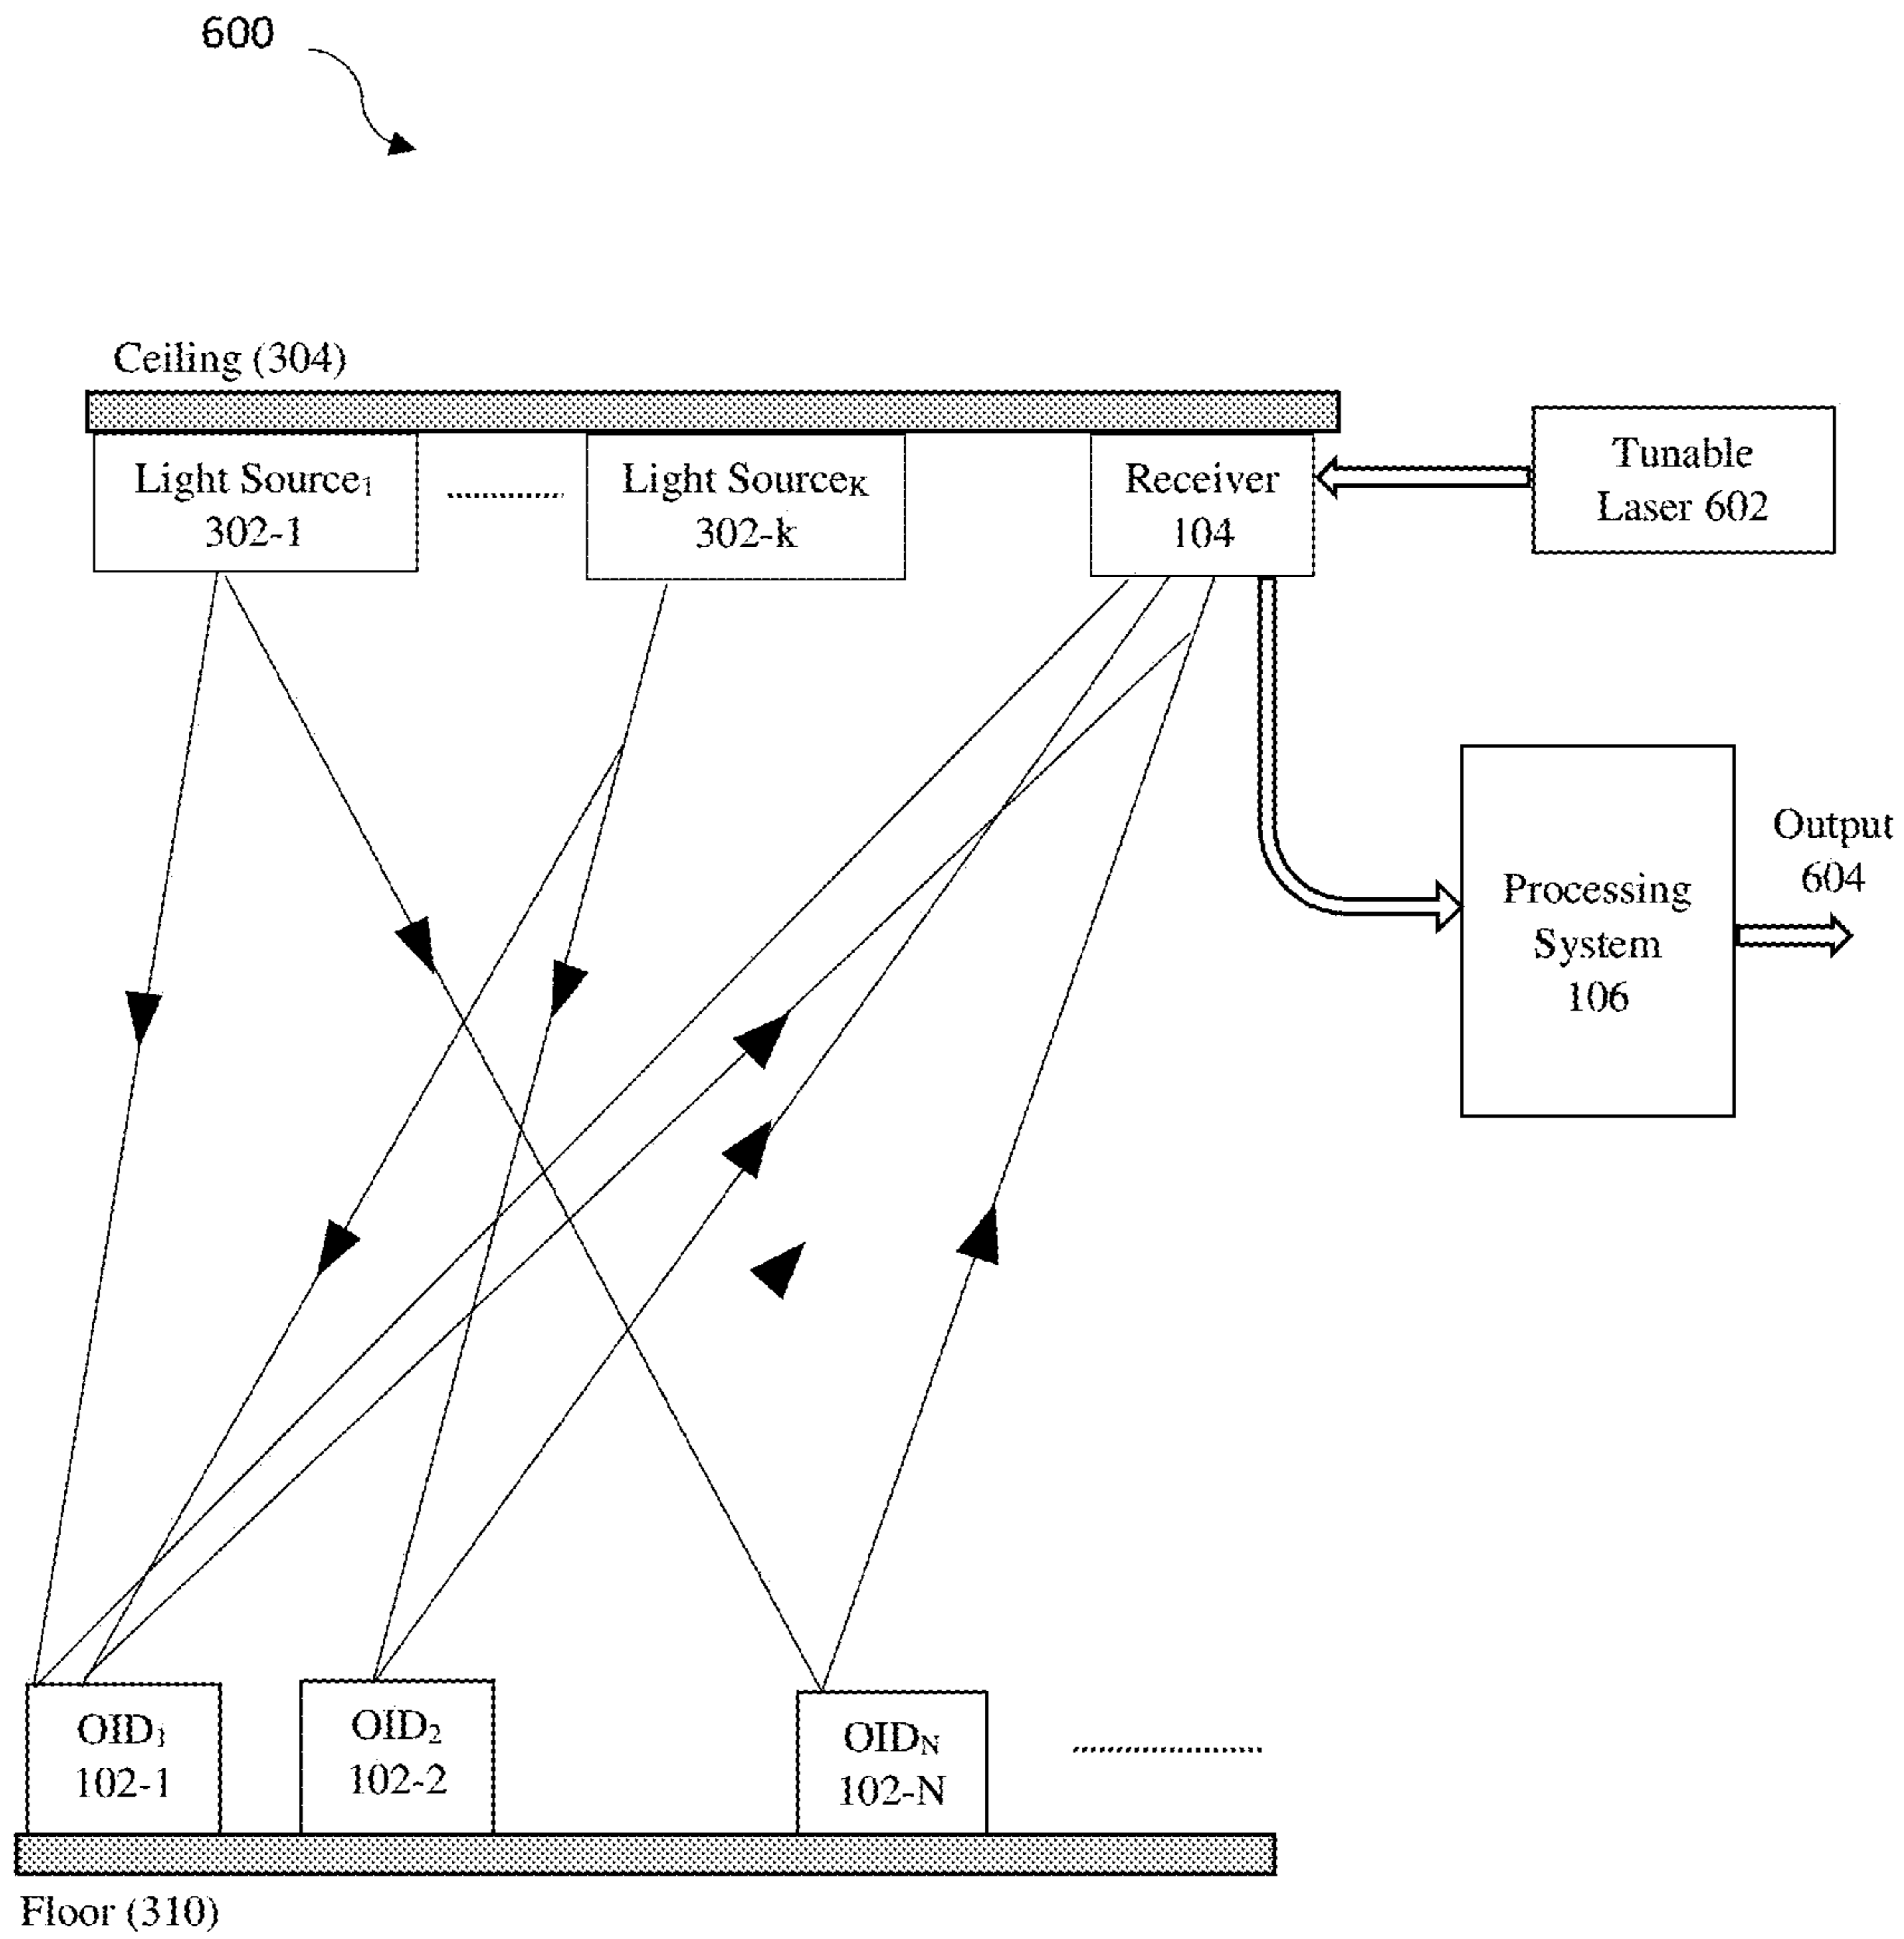 600
Ceiling (304)
Light Source₁
302-1
Light Sourceₖ
302-k
Receiver
104
Tunable
Laser 602
Output
604
Processing
System
106
OID₁
102-1
OID₂
102-2
OID_N
102-N
Floor (310)